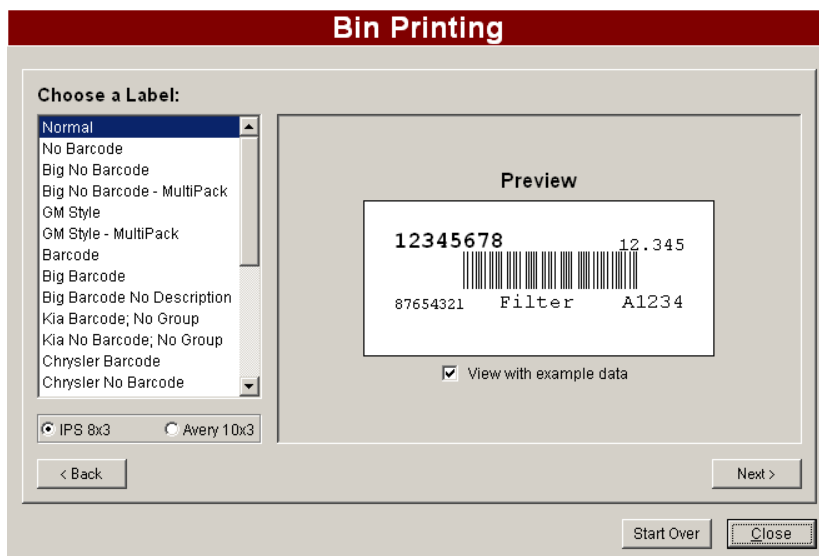 Bin Printing
Choose a Label:
Normal
No Barcode
Big No Barcode
Big No Barcode - MultiPack
GM Style
GM Style - MultiPack
Barcode
Big Barcode
Big Barcode No Description
Kia Barcode; No Group
Kia No Barcode; No Group
Chrysler Barcode
Chrysler No Barcode
IPS 8x3 Avery 10x3
Preview
12345678 12.345
87654321 Filter A1234
View with example data
< Back Next >
Start Over Close